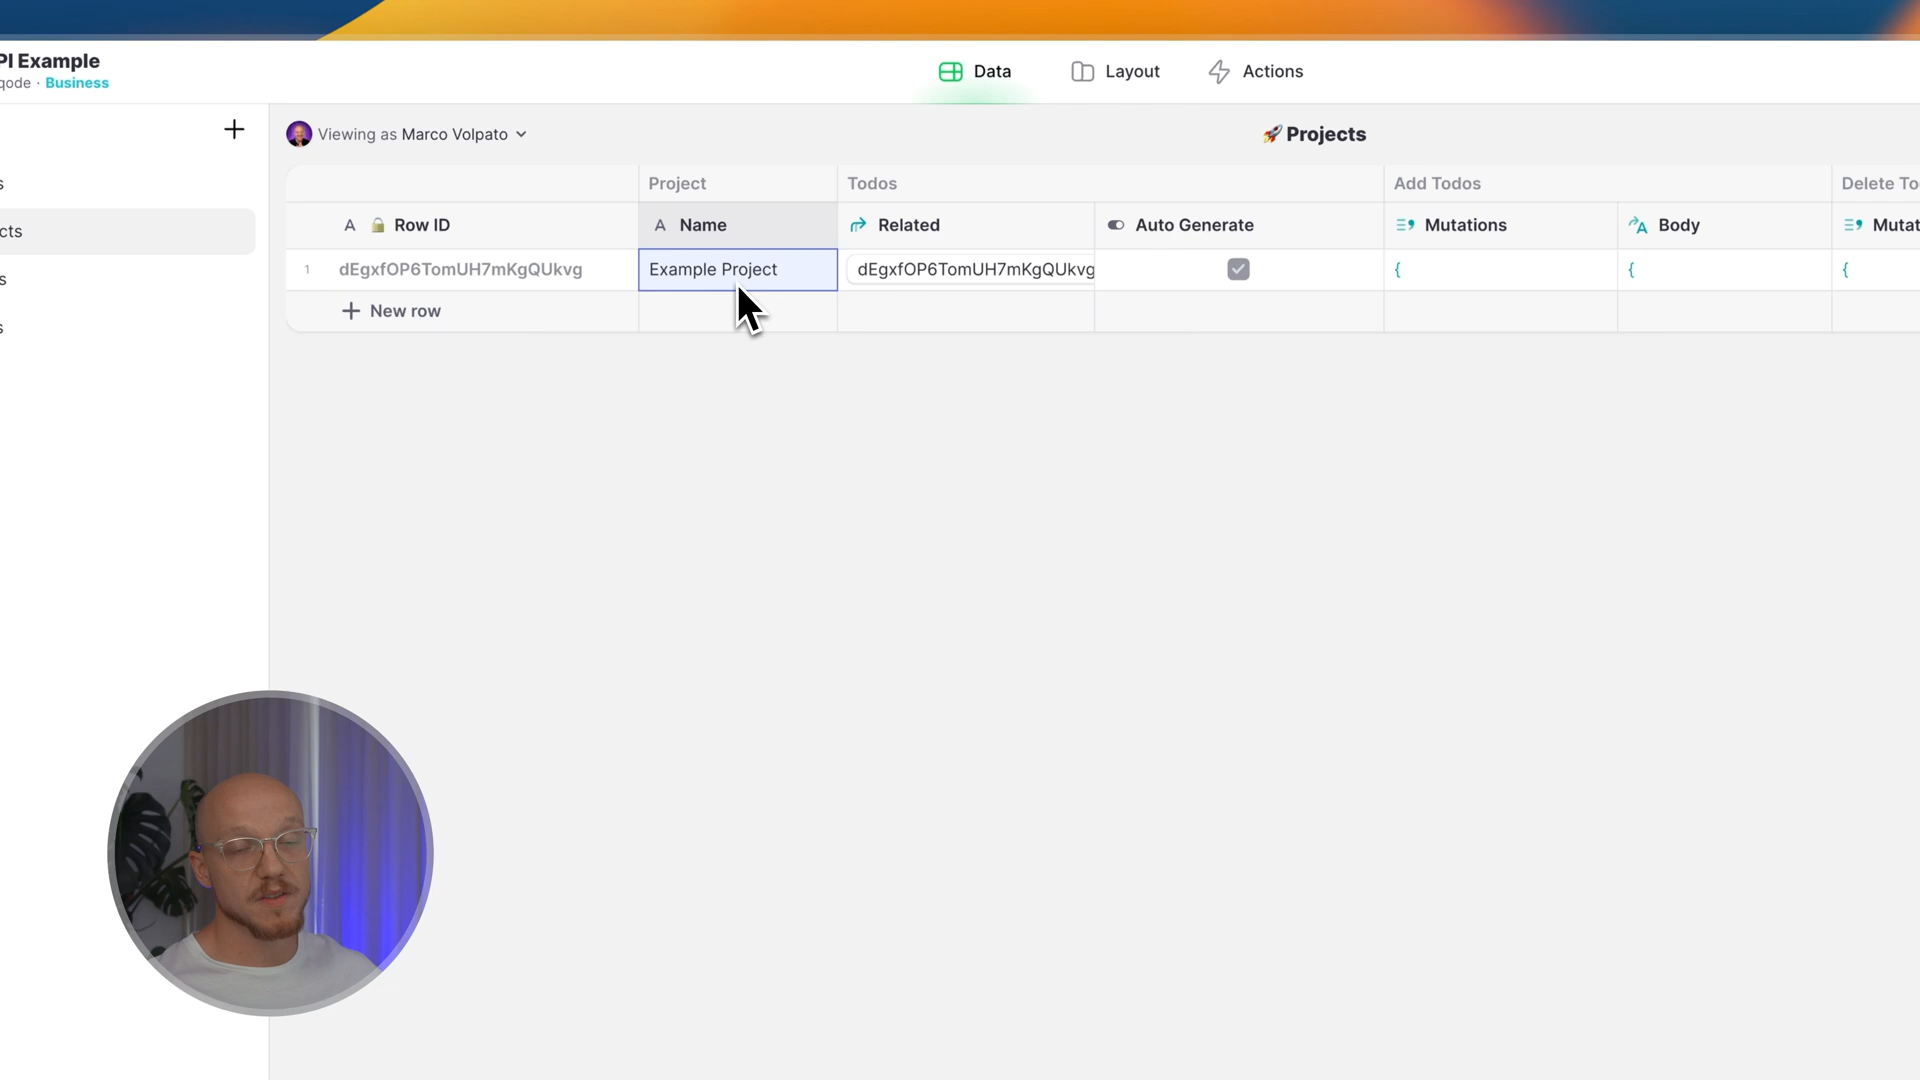 PI Example
qode · Business
Data
Layout
Actions
Viewing as Marco Volpato
🚀 Projects
s
cts
s
s
Project
Todos
Add Todos
Delete To
A 🔒 Row ID
A Name
Related
Auto Generate
Mutations
Body
Mutat
1
dEgxfOP6TomUH7mKgQUkvg
Example Project
dEgxfOP6TomUH7mKgQUkvg
{
{
{
+ New row